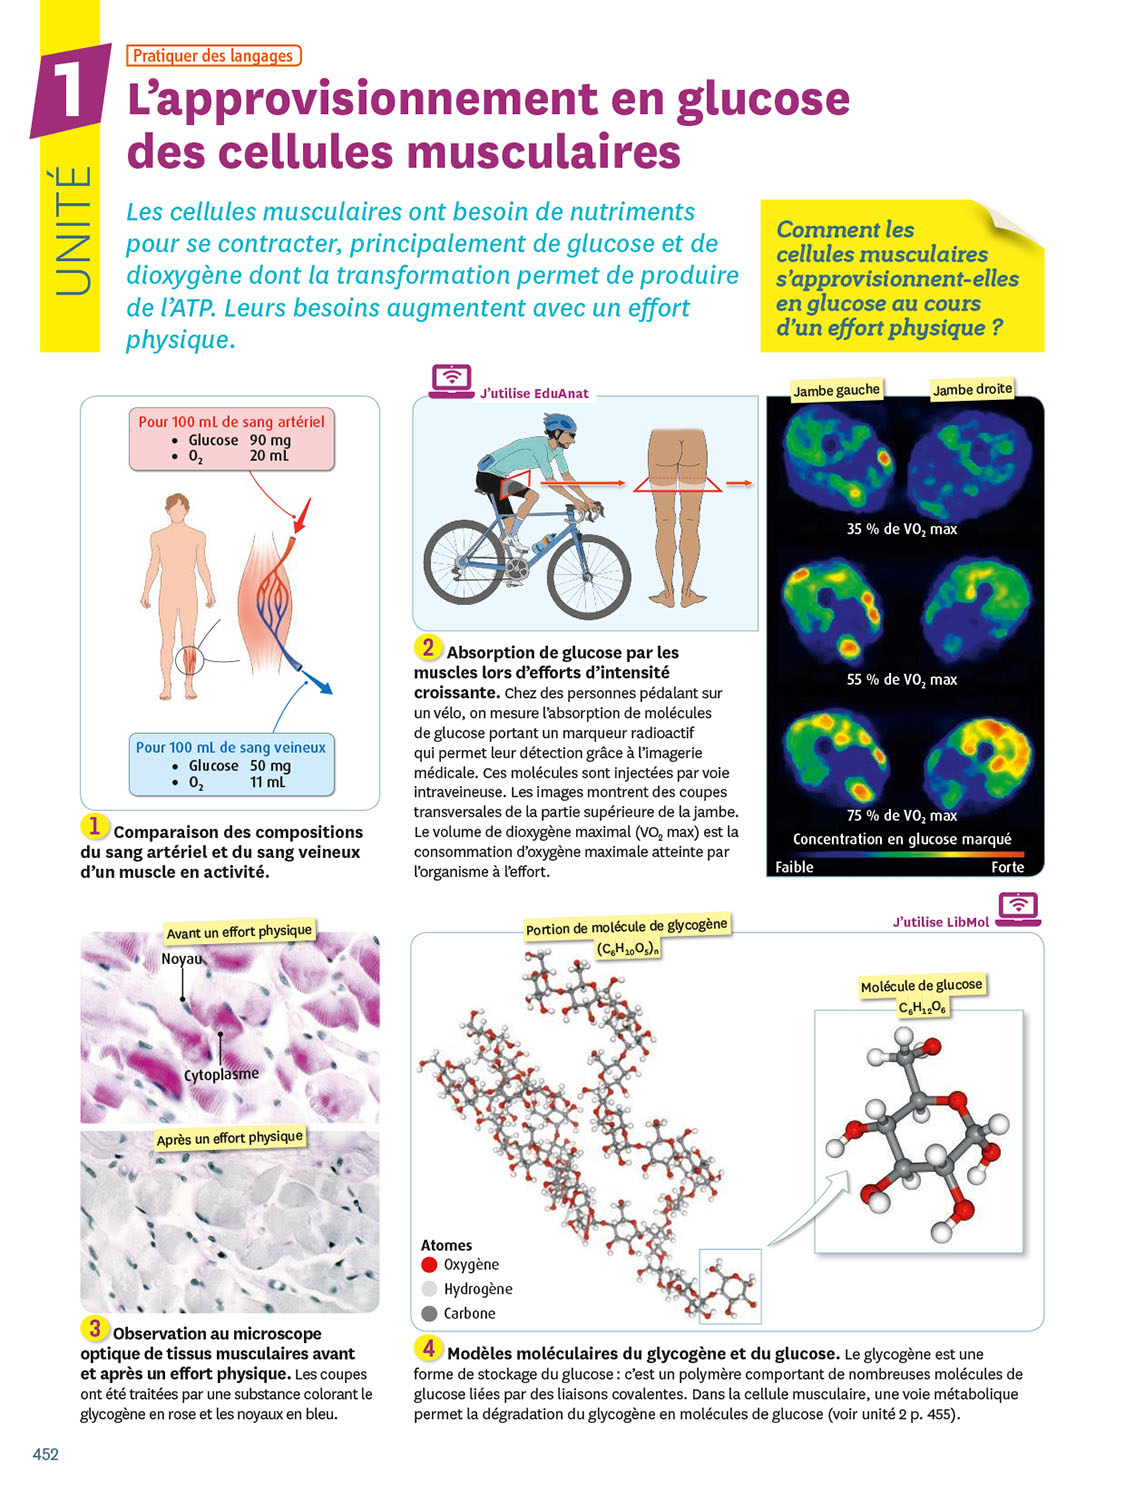 Pratiquer des langages
1
UNITÉ
L'approvisionnement en glucose
des cellules musculaires
Les cellules musculaires ont besoin de nutriments
pour se contracter, principalement de glucose et de
dioxygène dont la transformation permet de produire
de l'ATP. Leurs besoins augmentent avec un effort
physique.
Comment les
cellules musculaires
s'approvisionnent-elles
en glucose au cours
d'un effort physique ?
Pour 100 mL de sang artériel
• Glucose 90 mg
• O₂ 20 mL
Pour 100 mL de sang veineux
• Glucose 50 mg
• O₂ 11 mL
1 Comparaison des compositions
du sang artériel et du sang veineux
d'un muscle en activité.
J'utilise EduAnat
2 Absorption de glucose par les
muscles lors d'efforts d'intensité
croissante. Chez des personnes pédalant sur
un vélo, on mesure l'absorption de molécules
de glucose portant un marqueur radioactif
qui permet leur détection grâce à l'imagerie
médicale. Ces molécules sont injectées par voie
intraveineuse. Les images montrent des coupes
transversales de la partie supérieure de la jambe.
Le volume de dioxygène maximal (VO₂ max) est la
consommation d'oxygène maximale atteinte par
l'organisme à l'effort.
Jambe gauche
Jambe droite
35 % de VO₂ max
55 % de VO₂ max
75 % de VO₂ max
Concentration en glucose marqué
Faible
Forte
Avant un effort physique
Noyau
Cytoplasme
Après un effort physique
3 Observation au microscope
optique de tissus musculaires avant
et après un effort physique. Les coupes
ont été traitées par une substance colorant le
glycogène en rose et les noyaux en bleu.
J'utilise LibMol
Portion de molécule de glycogène
(C₆H₁₀O₅)ₙ
Molécule de glucose
C₆H₁₂O₆
Atomes
Oxygène
Hydrogène
Carbone
4 Modèles moléculaires du glycogène et du glucose. Le glycogène est une
forme de stockage du glucose : c'est un polymère comportant de nombreuses molécules de
glucose liées par des liaisons covalentes. Dans la cellule musculaire, une voie métabolique
permet la dégradation du glycogène en molécules de glucose (voir unité 2 p. 455).
452